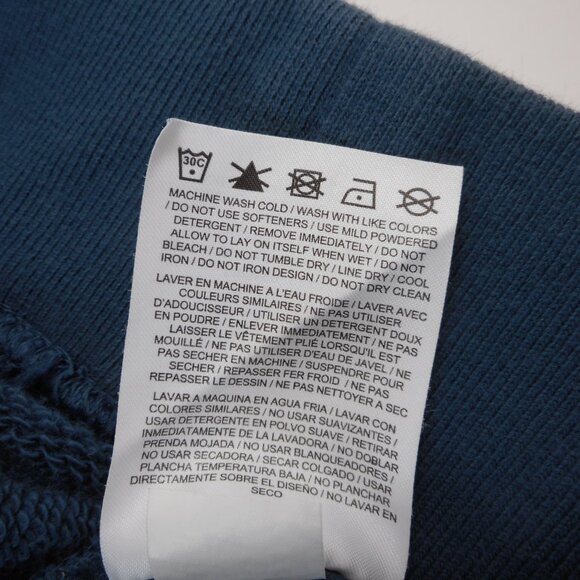 30C
MACHINE WASH COLD / WASH WITH LIKE COLORS
/ DO NOT USE SOFTENERS / USE MILD POWDERED
DETERGENT / REMOVE IMMEDIATELY / DO NOT
ALLOW TO LAY ON ITSELF WHEN WET / DO NOT
BLEACH / DO NOT TUMBLE DRY / LINE DRY / COOL
IRON / DO NOT IRON DESIGN / DO NOT DRY CLEAN
LAVER EN MACHINE A L'EAU FROIDE / LAVER AVEC
COULEURS SIMILAIRES / NE PAS UTILISER
D'ADOUCISSEUR / UTILISER UN DETERGENT DOUX
EN POUDRE / ENLEVER IMMÉDIATEMENT / NE PAS
LAISSER LE VÊTEMENT PLIÉ LORSQU'IL EST
MOUILLÉ / NE PAS UTILISER D'EAU DE JAVEL / NE
PAS SECHER EN MACHINE / SUSPENDRE POUR
SECHER / REPASSER FER FROID / NE PAS
REPASSER LE DESSIN / NE PAS NETTOYER A SEC
LAVAR A MAQUINA EN AGUA FRIA / LAVAR CON
COLORES SIMILARES / NO USAR SUAVIZANTES /
USAR DETERGENTE EN POLVO SUAVE / RETIRAR
INMEDIATAMENTE DE LA LAVADORA / NO DOBLAR
PRENDA MOJADA / NO USAR BLANQUEADORES /
NO USAR SECADORA / SECAR COLGADO / USAR
PLANCHA TEMPERATURA BAJA / NO PLANCHAR
DIRECTAMENTE SOBRE EL DISEÑO / NO LAVAR EN
SECO